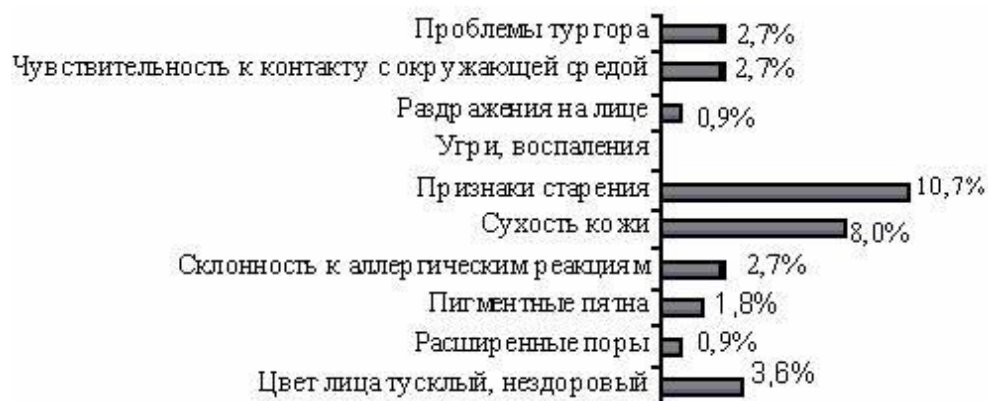 Проблемы тургора 2,7%
Чувствительность к контакту с окружающей средой 2,7%
Раздражения на лице 0,9%
Угри, воспаления
Признаки старения 10,7%
Сухость кожи 8,0%
Склонность к аллергическим реакциям 2,7%
Пигментные пятна 1,8%
Расширенные поры 0,9%
Цвет лица тусклый, нездоровый 3,6%